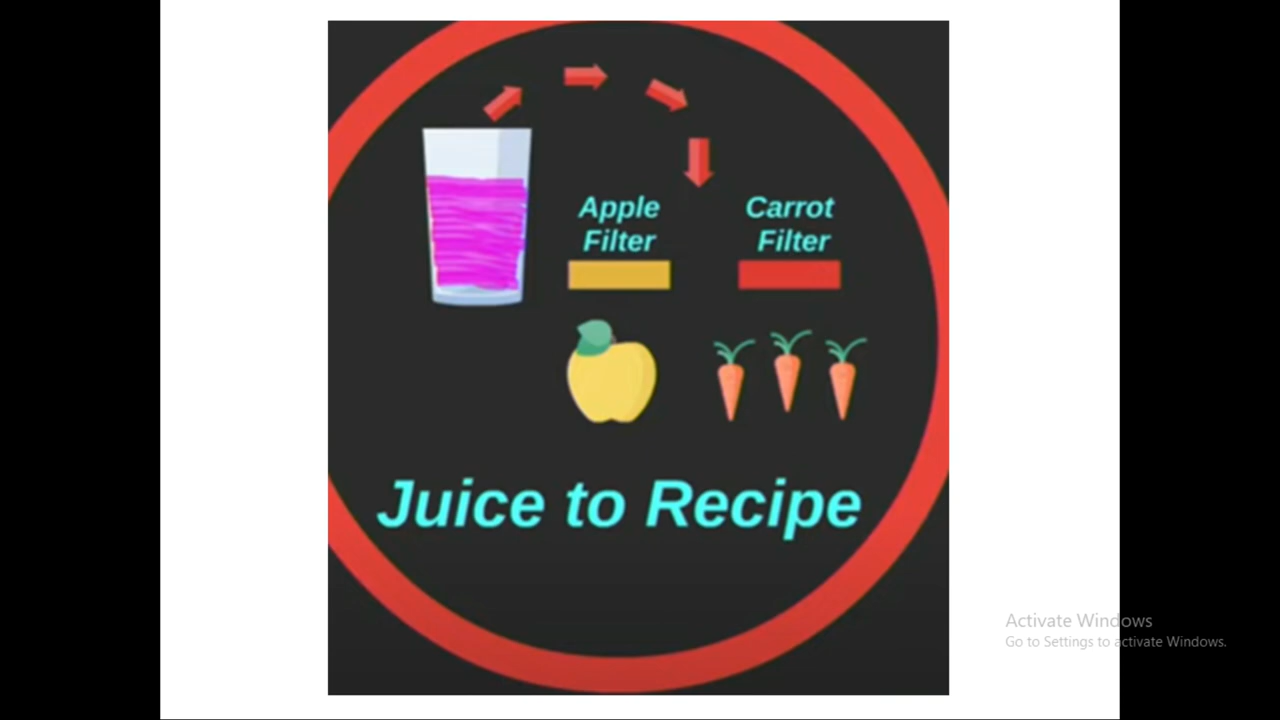 Apple
Filter
Carrot
Filter
Juice to Recipe
Activate Windows
Go to Settings to activate Windows.